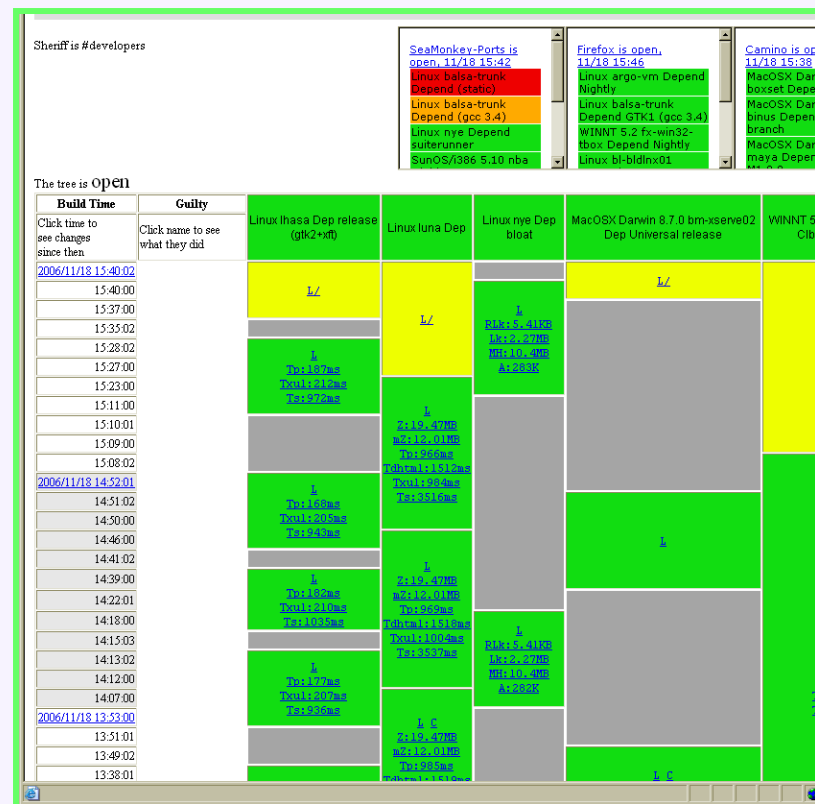 Sheriff is #developers
SeaMonkey-Ports is
open, 11/18 15:42
Linux balsa-trunk
Depend (static)
Linux balsa-trunk
Depend (gcc 3.4)
Linux nye Depend
suiterunner
SunOS/i386 5.10 nba
Firefox is open,
11/18 15:46
Linux argo-vm Depend
Nightly
Linux balsa-trunk
Depend GTK1 (gcc 3.4)
WINNT 5.2 fx-win32-
tbox Depend Nightly
Linux bl-bldlnx01
Camino is op
11/18 15:38
MacOSX Dar
boxset Depe
MacOSX Dar
binus Depen
branch
MacOSX Dar
maya Depen
The tree is open
Build Time
Guilty
Click time to
see changes
since then
Click name to see
what they did
Linux lhasa Dep release
(gtk2+xft)
Linux luna Dep
Linux nye Dep
bloat
MacOSX Darwin 8.7.0 bm-xserve02
Dep Universal release
WINNT 5
Clb
2006/11/18 15:40:02
15:40:00
15:37:00
15:35:02
15:28:02
15:27:00
15:23:00
15:11:00
15:10:01
15:09:00
15:08:02
2006/11/18 14:52:01
14:51:02
14:50:00
14:46:00
14:41:02
14:39:00
14:22:01
14:18:00
14:15:03
14:13:02
14:12:00
14:07:00
2006/11/18 13:53:00
13:51:01
13:49:02
13:38:01
L/
L
Tp:187ms
Txul:212ms
Ts:972ms
L
Tp:168ms
Txul:205ms
Ts:943ms
L
Tp:182ms
Txul:210ms
Ts:1035ms
L
Tp:177ms
Txul:207ms
Ts:936ms
L/
L
Z:19.47MB
mZ:12.01MB
Tp:966ms
Tdhtml:1512ms
Txul:984ms
Ts:3516ms
L
Z:19.47MB
mZ:12.01MB
Tp:969ms
Tdhtml:1518ms
Txul:1004ms
Ts:3537ms
L C
Z:19.47MB
mZ:12.01MB
Tp:985ms
Tdhtml:1519ms
L
RLk:5.41KB
Lk:2.27MB
MH:10.4MB
A:283K
L
RLk:5.41KB
Lk:2.27MB
MH:10.4MB
A:282K
L/
L
L C